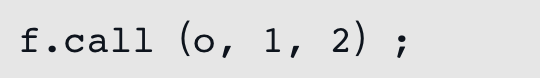 f.call (o, 1, 2) ;